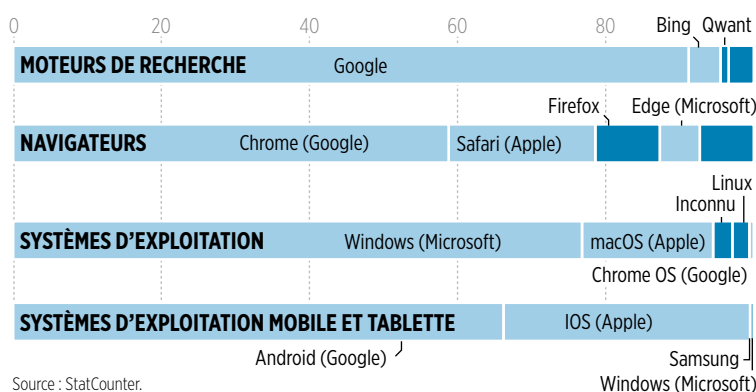 0 20 40 60 80
Bing Qwant
MOTEURS DE RECHERCHE Google
Firefox Edge (Microsoft)
NAVIGATEURS Chrome (Google) Safari (Apple)
Linux
Inconnu
SYSTÈMES D’EXPLOITATION Windows (Microsoft) macOS (Apple)
Chrome OS (Google)
SYSTÈMES D’EXPLOITATION MOBILE ET TABLETTE IOS (Apple)
Android (Google) Samsung
Source : StatCounter. Windows (Microsoft)